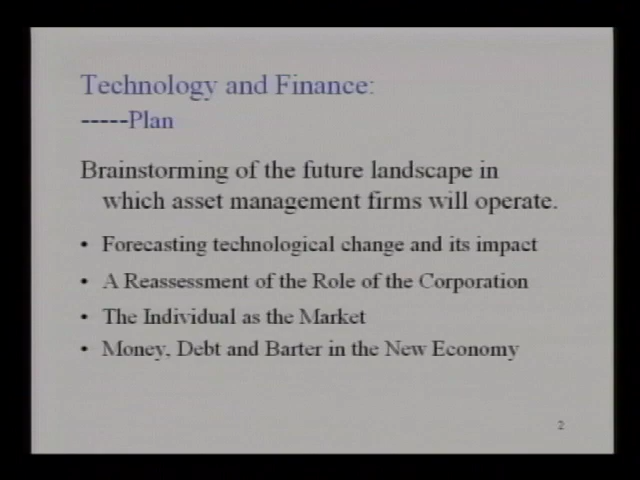 Technology and Finance:
-----Plan
Brainstorming of the future landscape in
which asset management firms will operate.
• Forecasting technological change and its impact
• A Reassessment of the Role of the Corporation
• The Individual as the Market
• Money, Debt and Barter in the New Economy
2